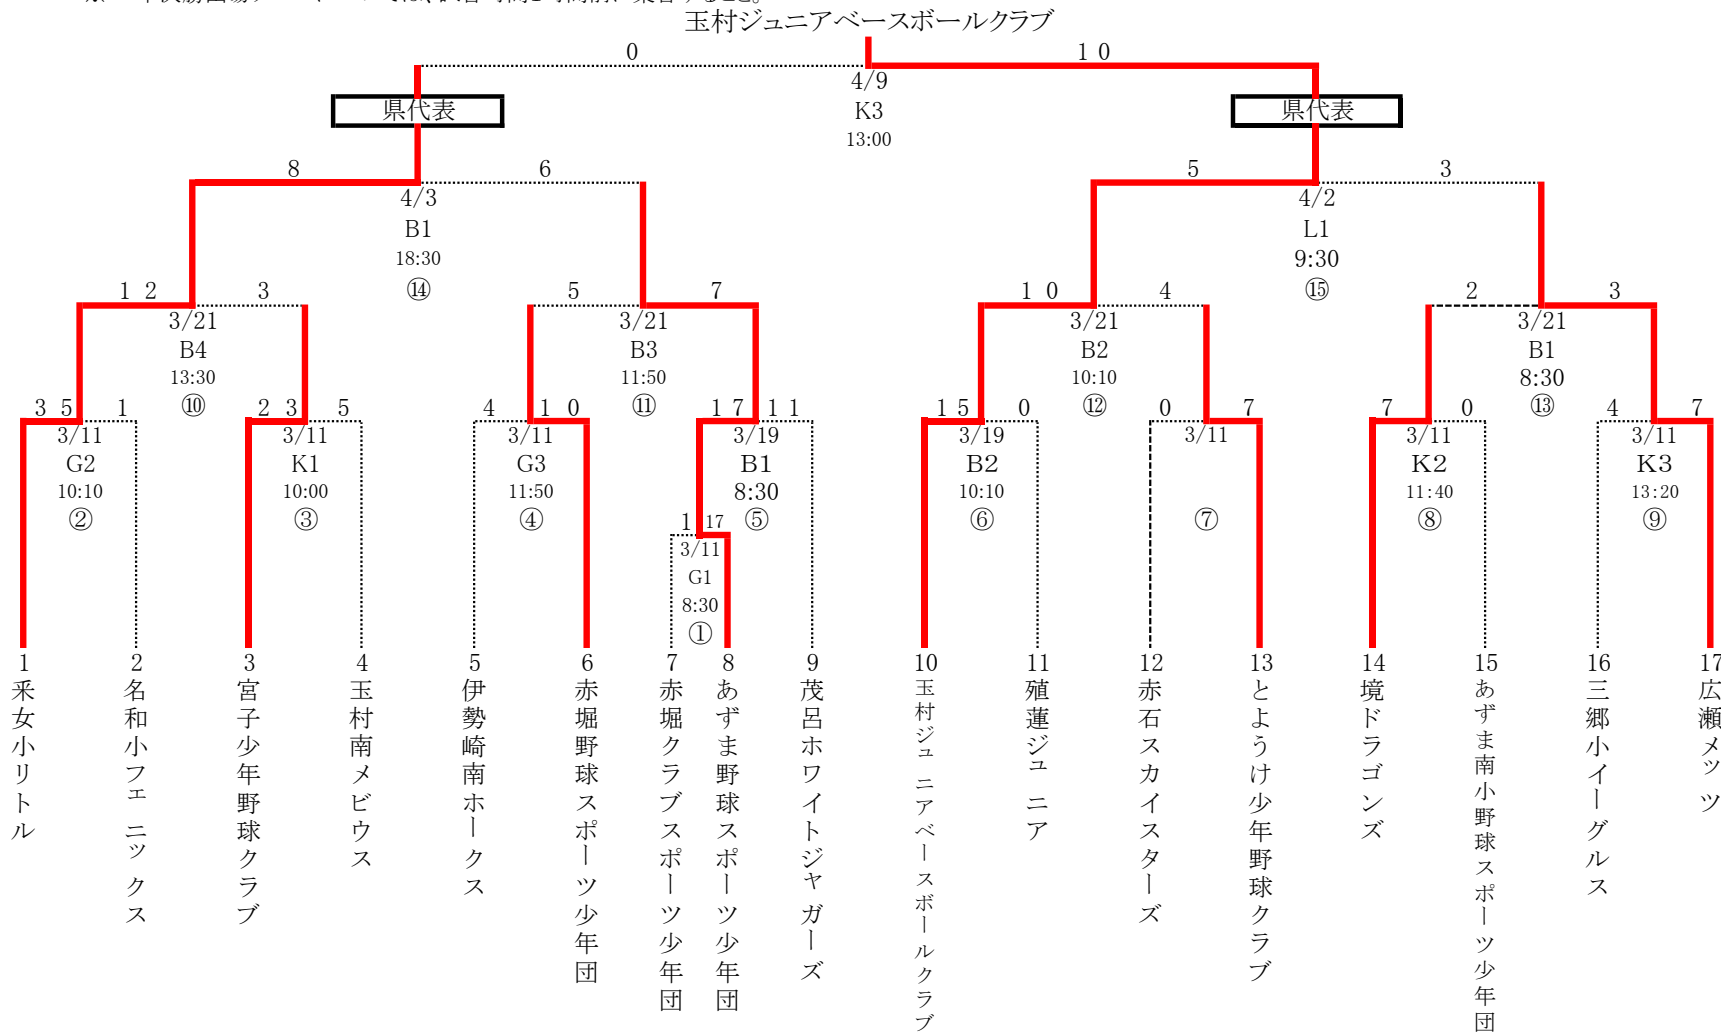 玉村ジュニアベースボールクラブ
0 10
4/9
K3
13:00
県代表 県代表
8 6 5 3
4/3 4/2
B1 L1
18:30 9:30
⑭ ⑮
12 3 5 7 10 4 2 3
3/21 3/21 3/21 3/21
B4 B3 B2 B1
13:30 11:50 10:10 8:30
⑩ ⑪ ⑫ ⑬
35 1 23 5 4 10 17 11 15 0 0 7 7 0 4 7
3/11 3/11 3/11 3/19 3/19 3/11 3/11 3/11
G2 K1 G3 B1 B2 K2 K3
10:10 10:00 11:50 8:30 10:10 11:40 13:20
② ③ ④ ⑤ ⑥ ⑦ ⑧ ⑨
1 17
3/11
G1
8:30
①
1 2 3 4 5 6 7 8 9 10 11 12 13 14 15 16 17
采女小リトル
名和小フェニックス
宮子少年野球クラブ
玉村南メビウス
伊勢崎南ホークス
赤堀野球スポーツ少年団
赤堀クラブスポーツ少年団
あずま野球スポーツ少年団
茂呂ホワイトジャガーズ
玉村ジュニアベースボールクラブ
殖蓮ジュニア
赤石スカイスターズ
とようけ少年野球クラブ
境ドラゴンズ
あずま南小野球スポーツ少年団
三郷小イーグルス
広瀬メッツ